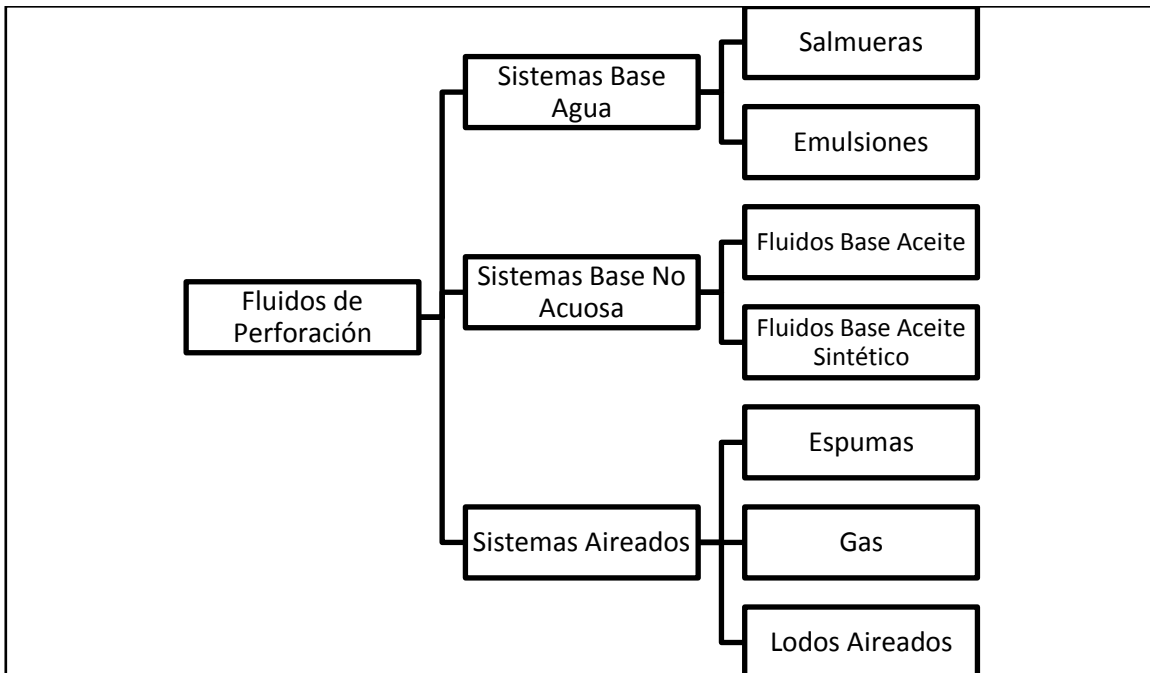 Fluidos de
Perforación
Sistemas Base
Agua
Salmueras
Emulsiones
Sistemas Base No
Acuosa
Fluidos Base Aceite
Fluidos Base Aceite
Sintético
Sistemas Aireados
Espumas
Gas
Lodos Aireados